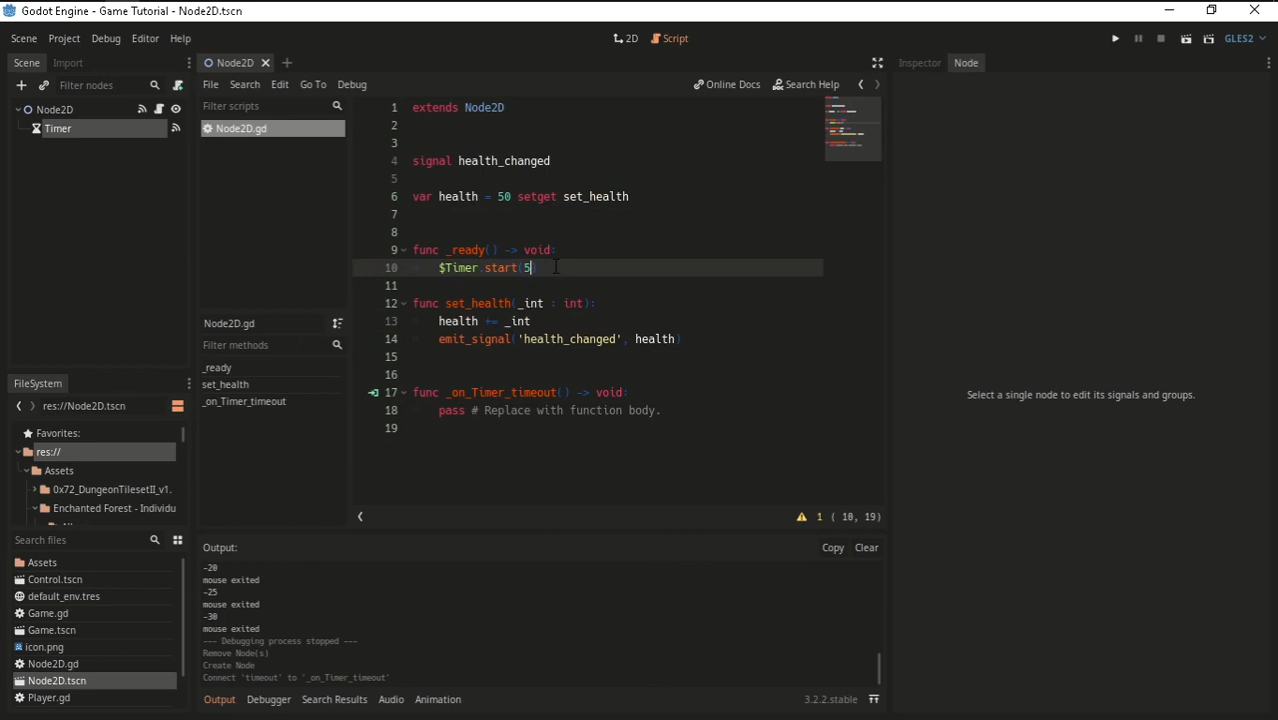 Godot Engine - Game Tutorial - Node2D.tscn
Scene Project Debug Editor Help
2D Script
GLES2
Scene Import
Node2D
Inspector Node
Filter nodes
File Search Edit Go To Debug
Online Docs Search Help
Node2D
Timer
Filter scripts
Node2D.gd
1 extends Node2D
2
3
4 signal health_changed
5
6 var health = 50 setget set_health
7
8
9 func _ready() -> void:
10 $Timer.start(5)
11
12 func set_health(_int : int):
13 health += _int
14 emit_signal('health_changed', health)
15
16
17 func _on_Timer_timeout() -> void:
18 pass # Replace with function body.
19
Node2D.gd
Filter methods
_ready
set_health
_on_Timer_timeout
1 ( 10, 19)
Select a single node to edit its signals and groups.
FileSystem
res://Node2D.tscn
Favorites:
res://
Assets
0x72_DungeonTilesetII_v1.
Enchanted Forest - Individu
Search files
Assets
Control.tscn
default_env.tres
Game.gd
Game.tscn
icon.png
Node2D.gd
Node2D.tscn
Player.gd
Output:
Copy Clear
-20
mouse exited
-25
mouse exited
-30
mouse exited
--- Debugging process stopped ---
Remove Node(s)
Create Node
Connect 'timeout' to '_on_Timer_timeout'
Output Debugger Search Results Audio Animation
3.2.2.stable